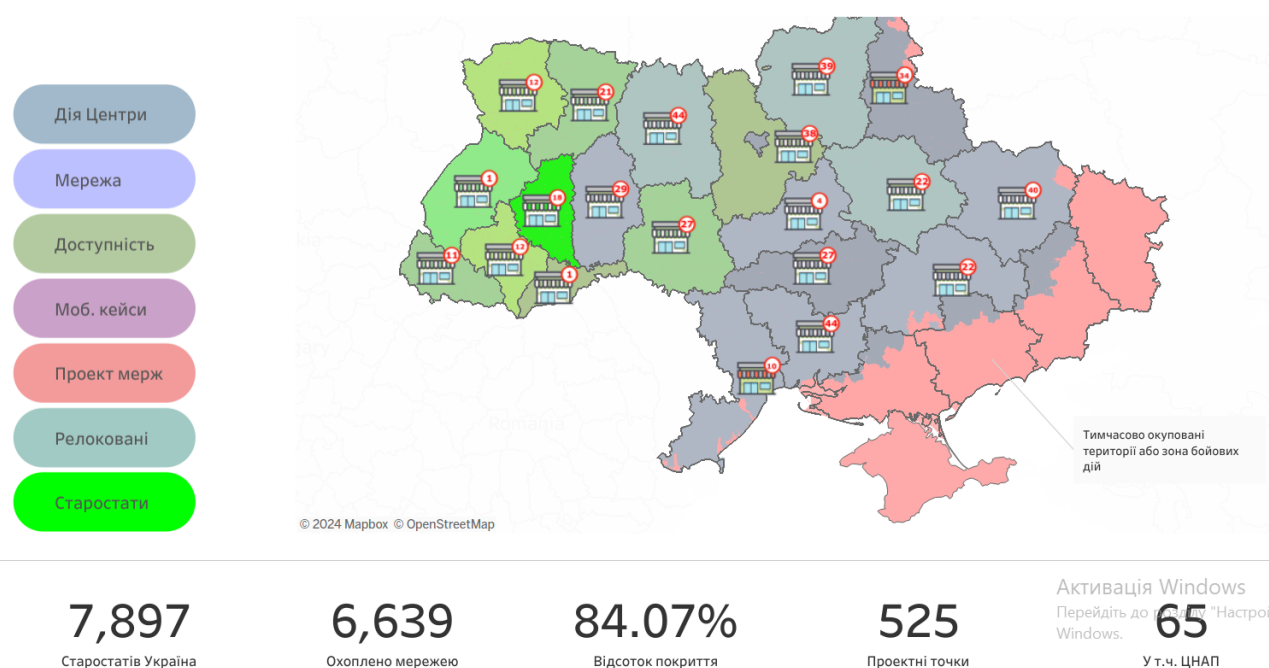 Дія Центри
Мережа
Доступність
Моб. кейси
Проект мерж
Релоковані
Старостати
12
21
44
39
34
38
1
18
29
22
40
4
27
11
12
1
27
22
44
10
Romania
Тимчасово окуповані
території або зона бойових
дій
© 2024 Mapbox © OpenStreetMap
7,897
Старостатів Україна
6,639
Охоплено мережею
84.07%
Відсоток покриття
525
Проектні точки
65
У т.ч. ЦНАП
Активація Windows
Перейдіть до розділу "Настрой
Windows.